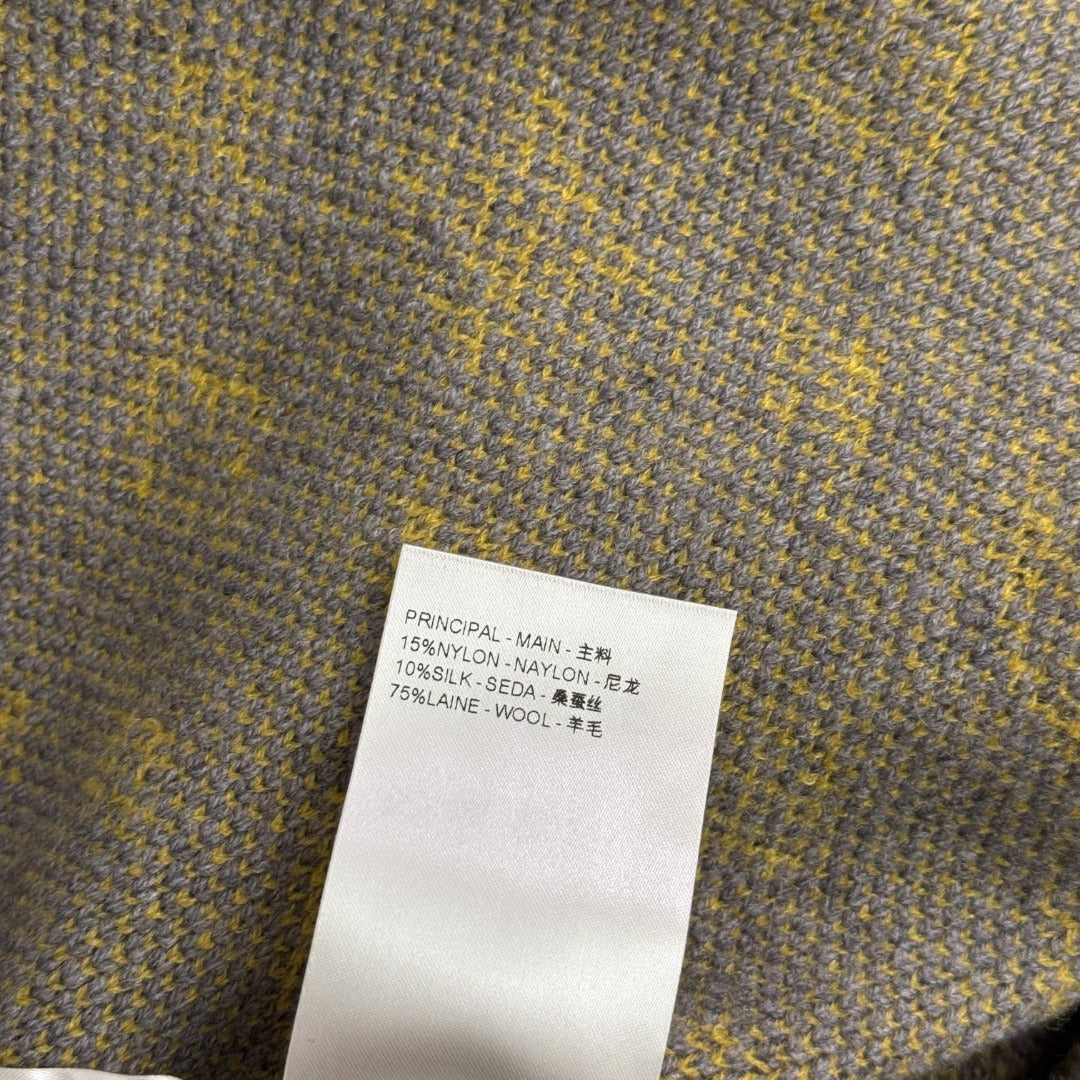 PRINCIPAL - MAIN - 主料
15%NYLON - NAYLON - 尼龙
10%SILK - SEDA - 桑蚕丝
75%LAINE - WOOL - 羊毛